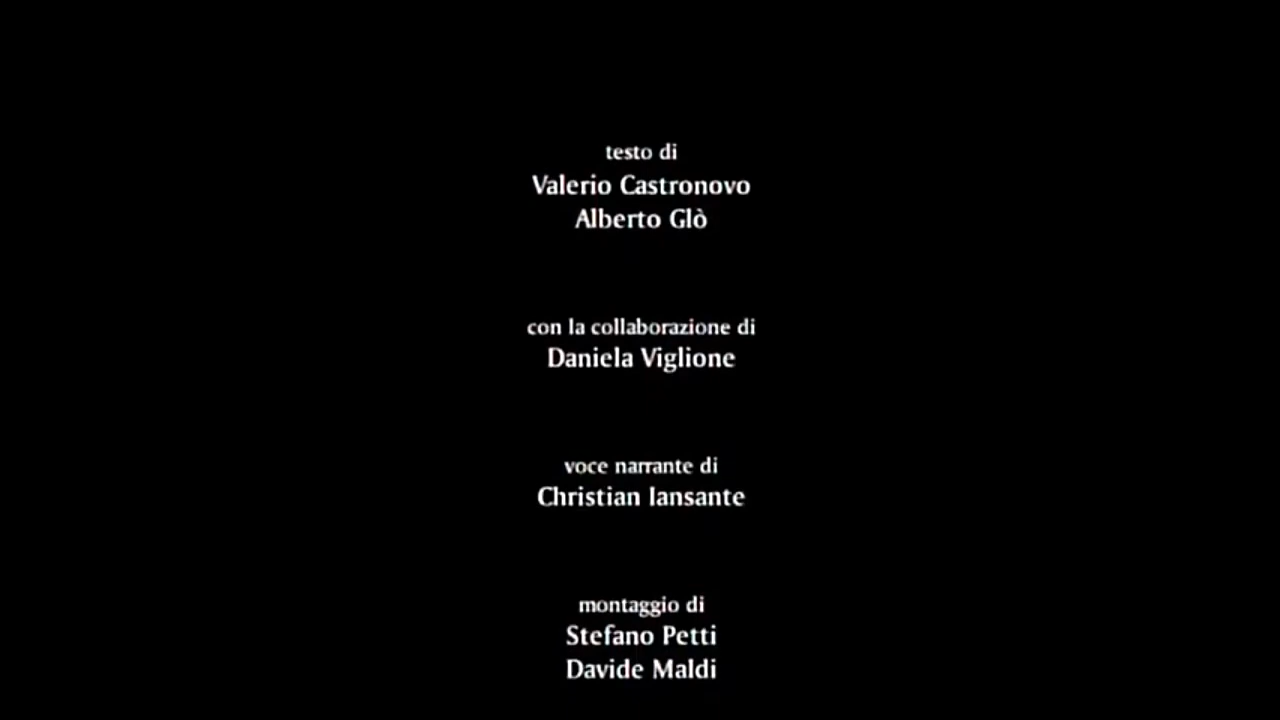 testo di
Valerio Castronovo
Alberto Glò
con la collaborazione di
Daniela Viglione
voce narrante di
Christian Iansante
montaggio di
Stefano Petti
Davide Maldi